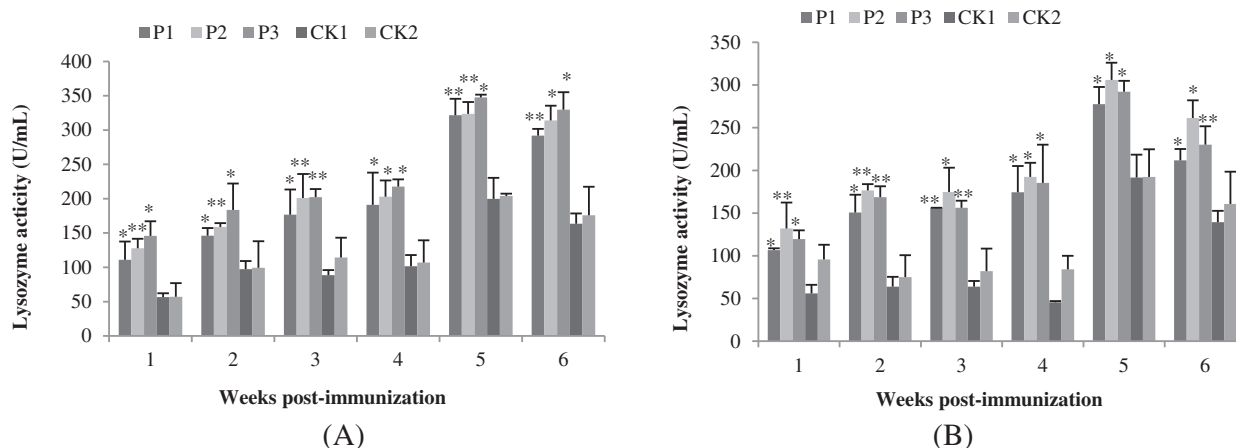 P1 P2 P3 CK1 CK2
Lysozyme acticity (U/mL)
400
350
300
250
200
150
100
50
0
* ** * * ** * * ** ** * * * ** ** * ** * *
1 2 3 4 5 6
Weeks post-immunization
(A)
P1 P2 P3 CK1 CK2
Lysozyme activity (U/mL)
350
300
250
200
150
100
50
0
* ** * * ** ** ** * ** * * * * * * * * **
1 2 3 4 5 6
Weeks post-immunization
(B)